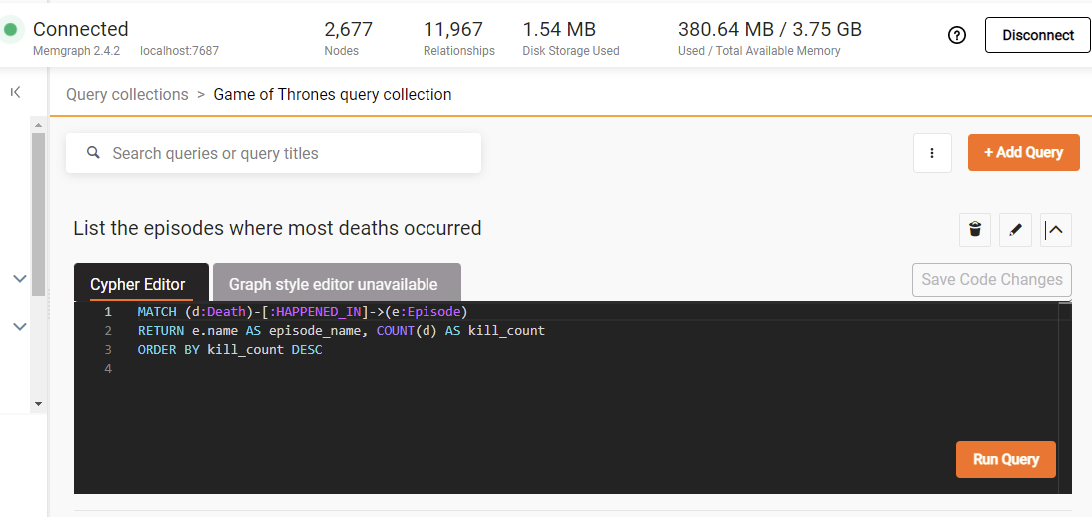 Connected 2,677 11,967 1.54 MB 380.64 MB / 3.75 GB Disconnect
Memgraph 2.4.2 localhost:7687 Nodes Relationships Disk Storage Used Used / Total Available Memory
Query collections > Game of Thrones query collection
Search queries or query titles + Add Query
List the episodes where most deaths occurred
Cypher Editor Graph style editor unavailable Save Code Changes
1 MATCH (d:Death)-[:HAPPENED_IN]->(e:Episode)
2 RETURN e.name AS episode_name, COUNT(d) AS kill_count
3 ORDER BY kill_count DESC
4
Run Query